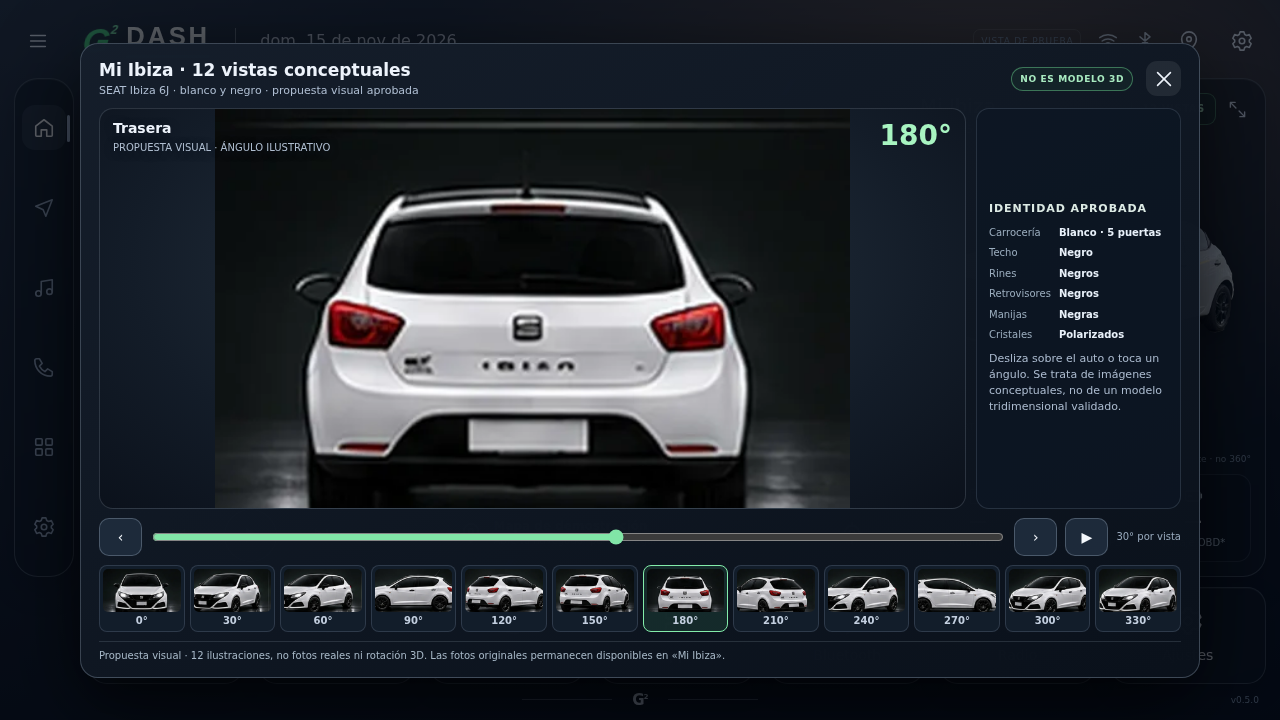 G² DASH
dom, 15 de nov de 2026
VISTA DE PRUEBA
Mi Ibiza · 12 vistas conceptuales
SEAT Ibiza 6J · blanco y negro · propuesta visual aprobada
NO ES MODELO 3D
Trasera
PROPUESTA VISUAL · ÁNGULO ILUSTRATIVO
180°
IDENTIDAD APROBADA
Carrocería Blanco · 5 puertas
Techo Negro
Rines Negros
Retrovisores Negros
Manijas Negras
Cristales Polarizados
Desliza sobre el auto o toca un
ángulo. Se trata de imágenes
conceptuales, no de un modelo
tridimensional validado.
· no 360°
OBD*
‹ › ▶ 30° por vista
0° 30° 60° 90° 120° 150° 180° 210° 240° 270° 300° 330°
Propuesta visual · 12 ilustraciones, no fotos reales ni rotación 3D. Las fotos originales permanecen disponibles en «Mi Ibiza».
G²
v0.5.0